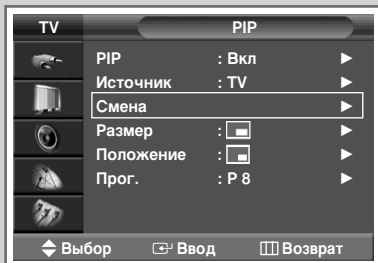 TV PIP
PIP : Вкл
Источник : TV
Смена
Размер :
Положение :
Прог. : P 8
Выбор Ввод Возврат